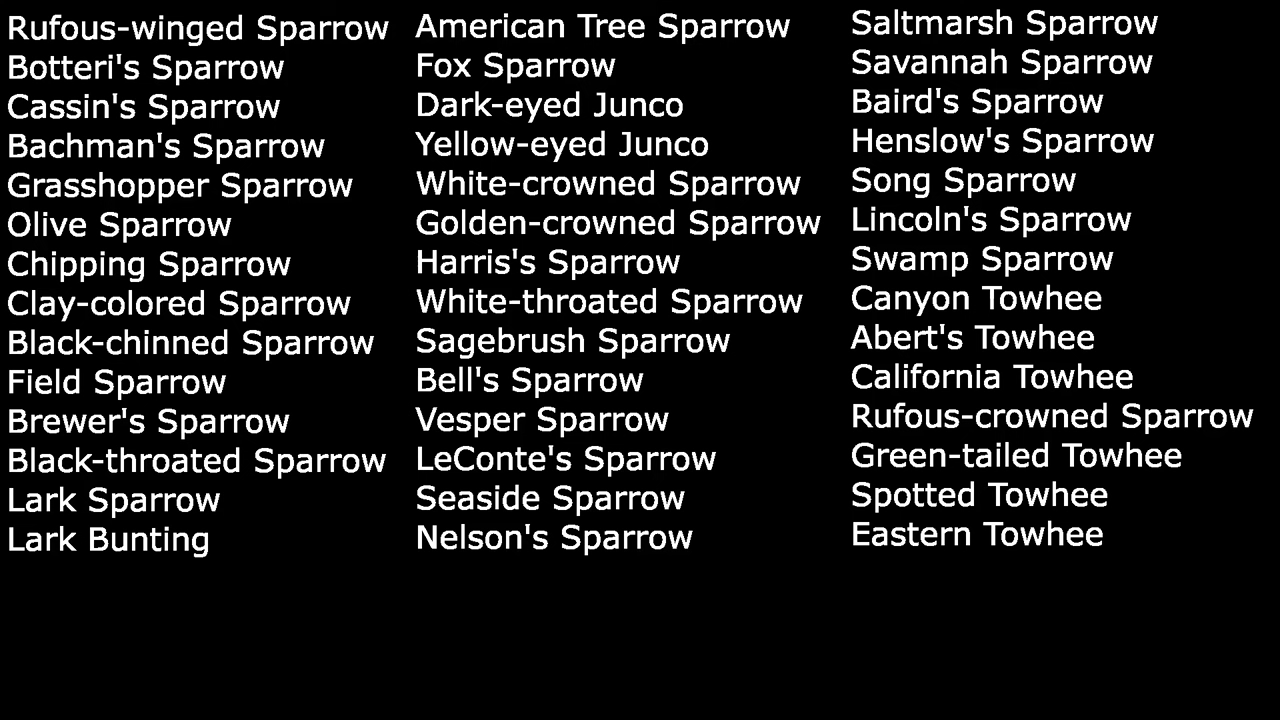 Rufous-winged Sparrow
Botteri's Sparrow
Cassin's Sparrow
Bachman's Sparrow
Grasshopper Sparrow
Olive Sparrow
Chipping Sparrow
Clay-colored Sparrow
Black-chinned Sparrow
Field Sparrow
Brewer's Sparrow
Black-throated Sparrow
Lark Sparrow
Lark Bunting
American Tree Sparrow
Fox Sparrow
Dark-eyed Junco
Yellow-eyed Junco
White-crowned Sparrow
Golden-crowned Sparrow
Harris's Sparrow
White-throated Sparrow
Sagebrush Sparrow
Bell's Sparrow
Vesper Sparrow
LeConte's Sparrow
Seaside Sparrow
Nelson's Sparrow
Saltmarsh Sparrow
Savannah Sparrow
Baird's Sparrow
Henslow's Sparrow
Song Sparrow
Lincoln's Sparrow
Swamp Sparrow
Canyon Towhee
Abert's Towhee
California Towhee
Rufous-crowned Sparrow
Green-tailed Towhee
Spotted Towhee
Eastern Towhee